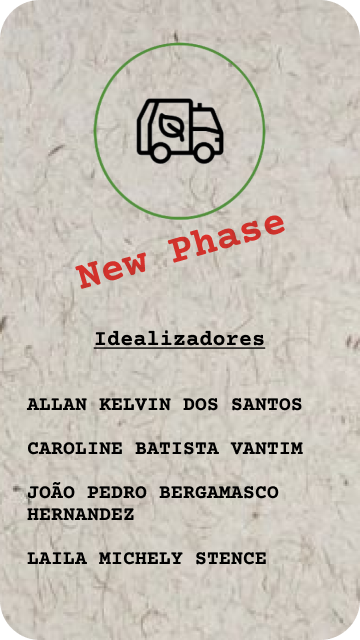 New Phase
Idealizadores
ALLAN KELVIN DOS SANTOS
CAROLINE BATISTA VANTIM
JOÃO PEDRO BERGAMASCO
HERNANDEZ
LAILA MICHELY STENCE